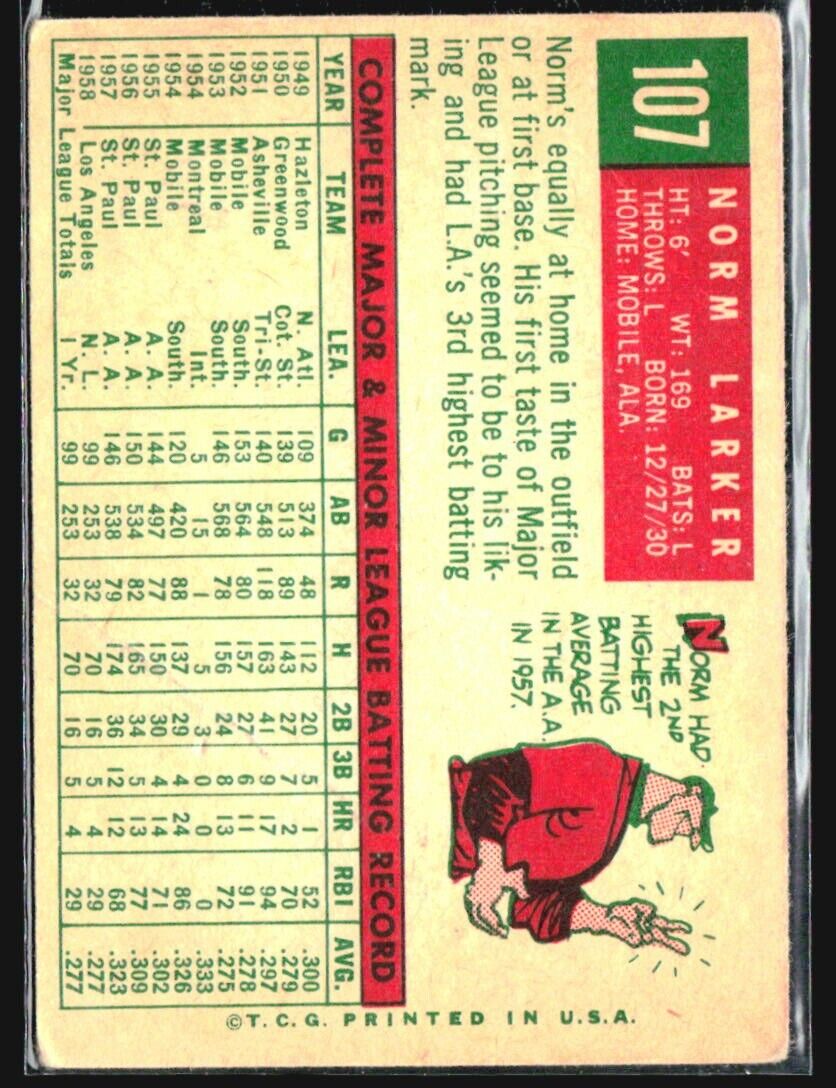 107
NORM LARKER
HT: 6' WT: 169 BATS: L
THROWS: L BORN: 12/27/30
HOME: MOBILE, ALA.
Norm's equally at home in the outfield
or at first base. His first taste of Major
League pitching seemed to be to his lik-
ing and had L.A.'s 3rd highest batting
mark.
NORM HAD
THE 2ND
HIGHEST
BATTING
AVERAGE
IN THE A.A.
IN 1957.
COMPLETE MAJOR & MINOR LEAGUE BATTING RECORD
YEAR TEAM LEA. G AB R H 2B 3B HR RBI AVG.
1949 Hazleton N. Atl. 109 374 48 112 20 5 1 52 .300
1950 Greenwood Cot. St. 139 513 89 143 27 7 2 70 .279
1951 Asheville Tri-St. 140 548 118 163 41 9 17 94 .297
1952 Mobile South. 153 564 80 157 27 6 11 91 .278
1953 Mobile South. 146 568 78 156 24 8 13 72 .275
1954 Montreal Int. 5 15 1 5 3 0 0 0 .333
1954 Mobile South. 120 420 88 137 29 4 24 86 .326
1955 St. Paul A. A. 144 497 77 150 30 4 14 71 .302
1956 St. Paul A. A. 150 534 82 165 34 5 13 77 .309
1957 St. Paul A. A. 146 538 79 174 36 12 12 68 .323
1958 Los Angeles N. L. 99 253 32 70 16 5 4 29 .277
Major League Totals 1 Yr. 99 253 32 70 16 5 4 29 .277
©T.C.G. PRINTED IN U.S.A.